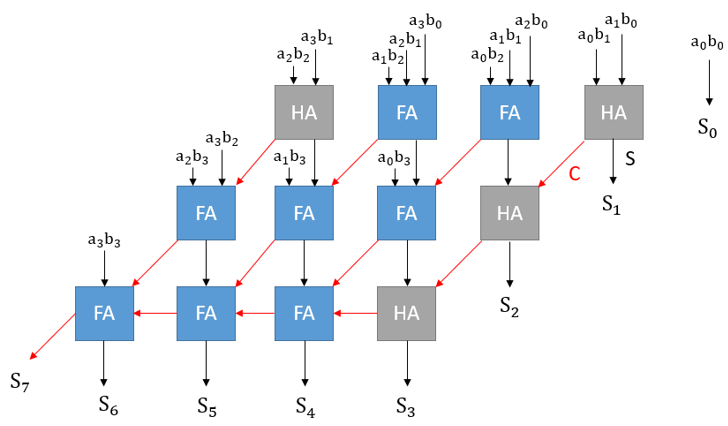 a₃b₀ a₂b₀ a₁b₀ a₀b₀
a₃b₁ a₂b₁ a₁b₁ a₀b₁
a₂b₂ a₁b₂ a₀b₂
HA FA FA HA
S₀
a₃b₂ S
a₂b₃ a₁b₃ a₀b₃ C
S₁
FA FA FA HA
a₃b₃
S₂
FA FA FA HA
S₇
S₆ S₅ S₄ S₃